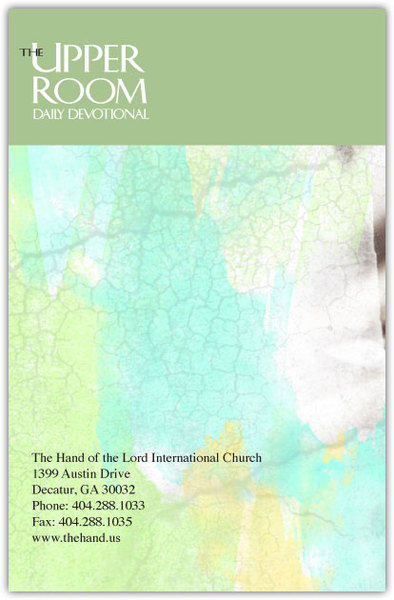 THE UPPER
ROOM
DAILY DEVOTIONAL
The Hand of the Lord International Church
1399 Austin Drive
Decatur, GA 30032
Phone: 404.288.1033
Fax: 404.288.1035
www.thehand.us